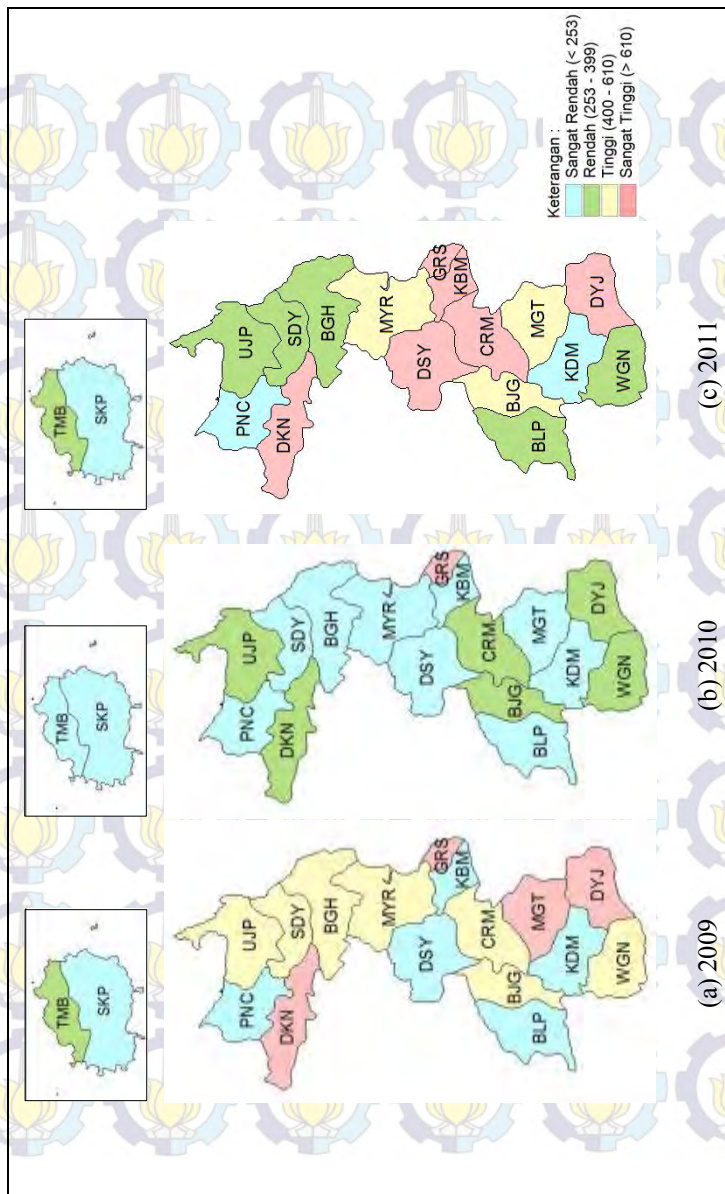 TMB
SKP
UJP
PNC
SDY
DKN
BGH
MYR
GRS
KBM
DSY
CRM
MGT
BJG
DYJ
KDM
BLP
WGN
(a) 2009
TMB
SKP
UJP
PNC
SDY
DKN
BGH
MYR
GRS
KBM
DSY
CRM
MGT
BJG
DYJ
KDM
BLP
WGN
(b) 2010
TMB
SKP
UJP
PNC
SDY
DKN
BGH
MYR
GRS
KBM
DSY
CRM
MGT
BJG
DYJ
KDM
BLP
WGN
(c) 2011
Keterangan :
Sangat Rendah (< 253)
Rendah (253 - 399)
Tinggi (400 - 610)
Sangat Tinggi (> 610)